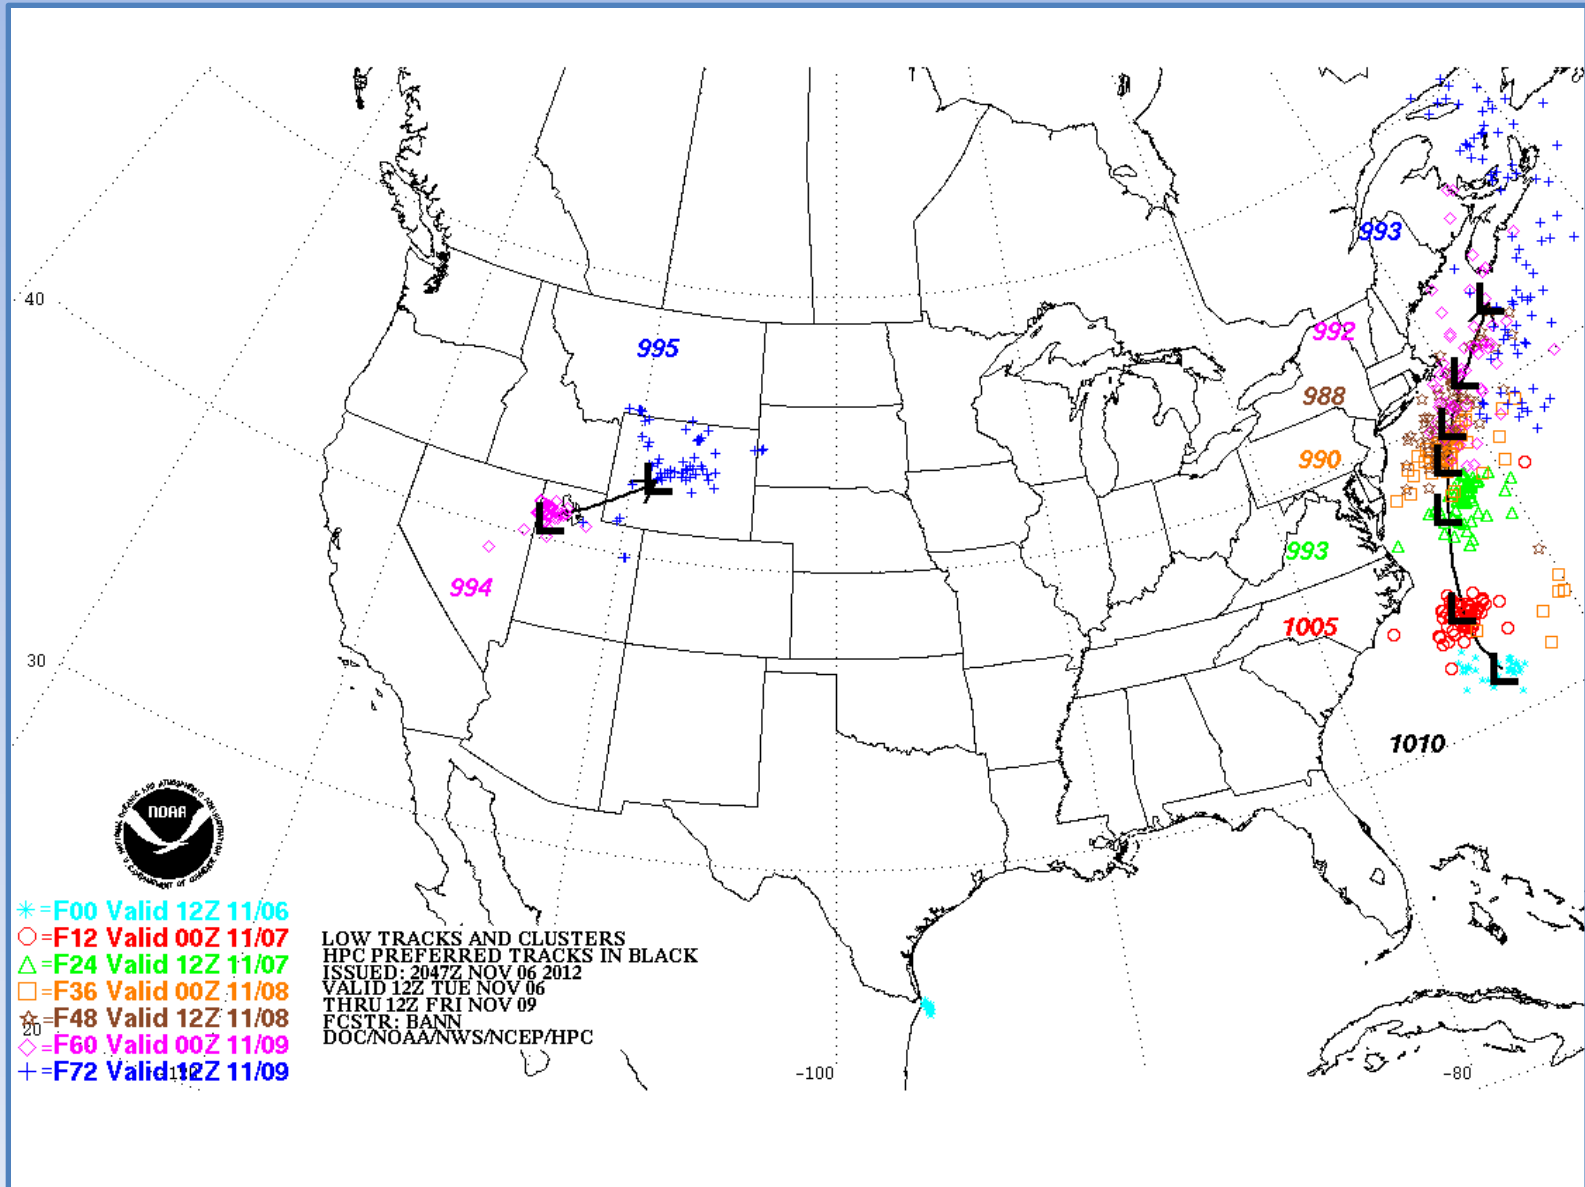 993
40
992
995
988
990
993
994
1005
30
1010
NOAA
*=F00 Valid 12Z 11/06
○=F12 Valid 00Z 11/07
△=F24 Valid 12Z 11/07
□=F36 Valid 00Z 11/08
☆=F48 Valid 12Z 11/08
◇=F60 Valid 00Z 11/09
+=F72 Valid 12Z 11/09
20
LOW TRACKS AND CLUSTERS
HPC PREFERRED TRACKS IN BLACK
ISSUED: 2047Z NOV 06 2012
VALID 12Z TUE NOV 06
THRU 12Z FRI NOV 09
FCSTR: BANN
DOC/NOAA/NWS/NCEP/HPC
-100
-80
L
L
L
L
L
L
L
L
L